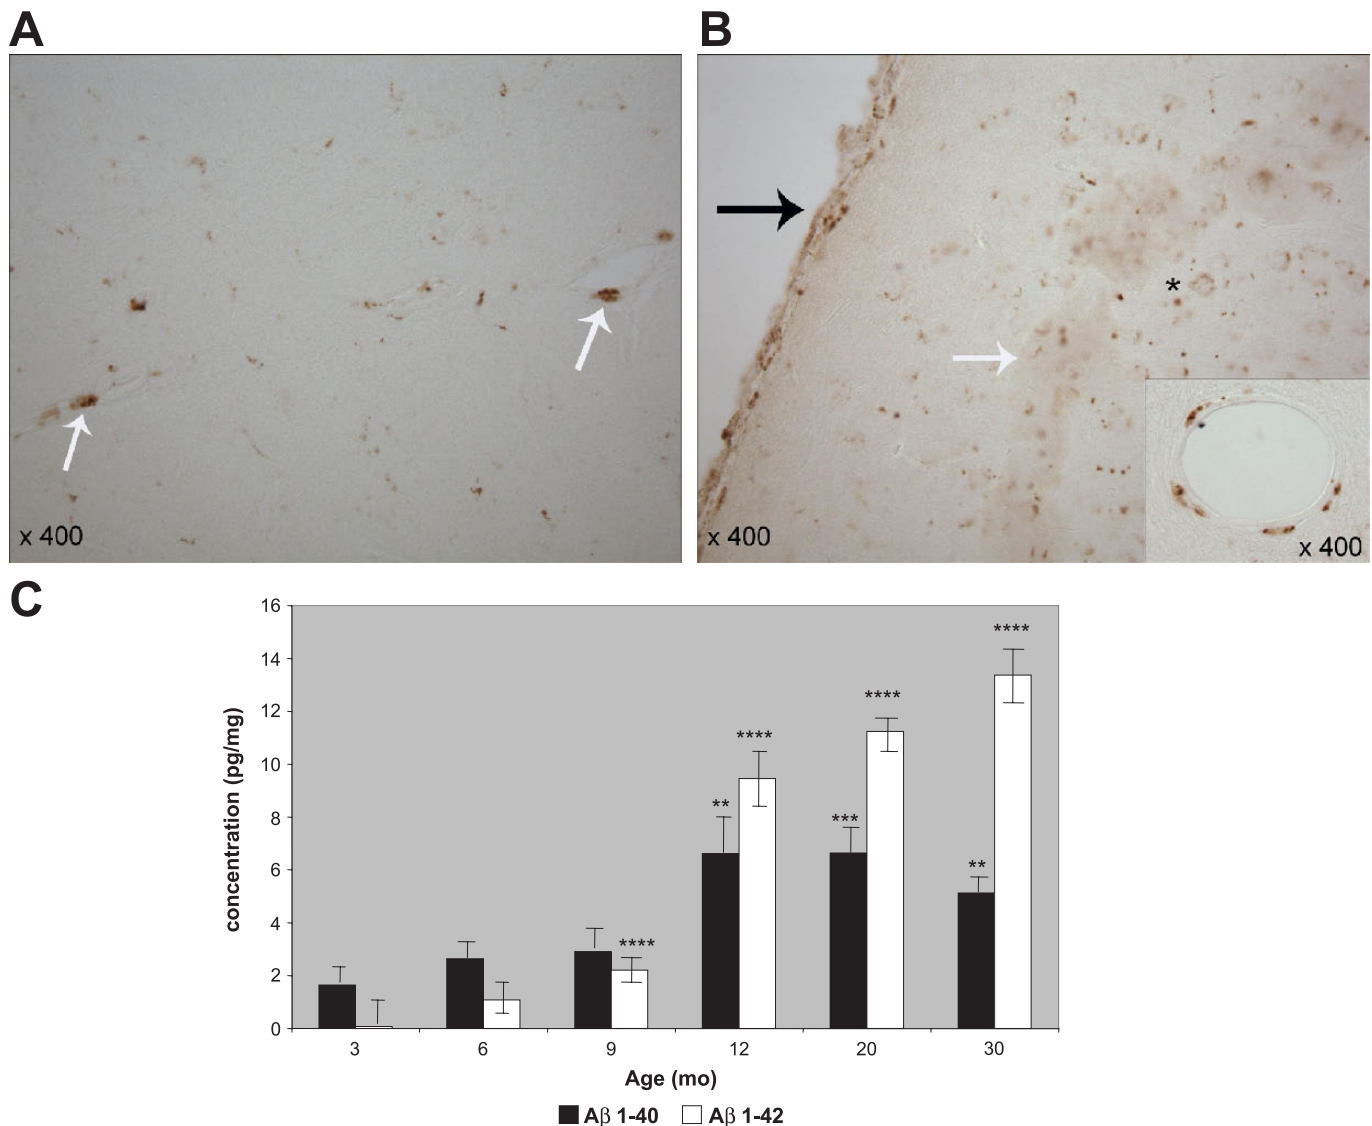 A
B
x 400
*
x 400
x 400
C
16
14
12
10
8
6
4
2
0
concentration (pg/mg)
****
****
****
**
***
**
****
3
6
9
12
20
30
Age (mo)
Aβ 1-40
Aβ 1-42